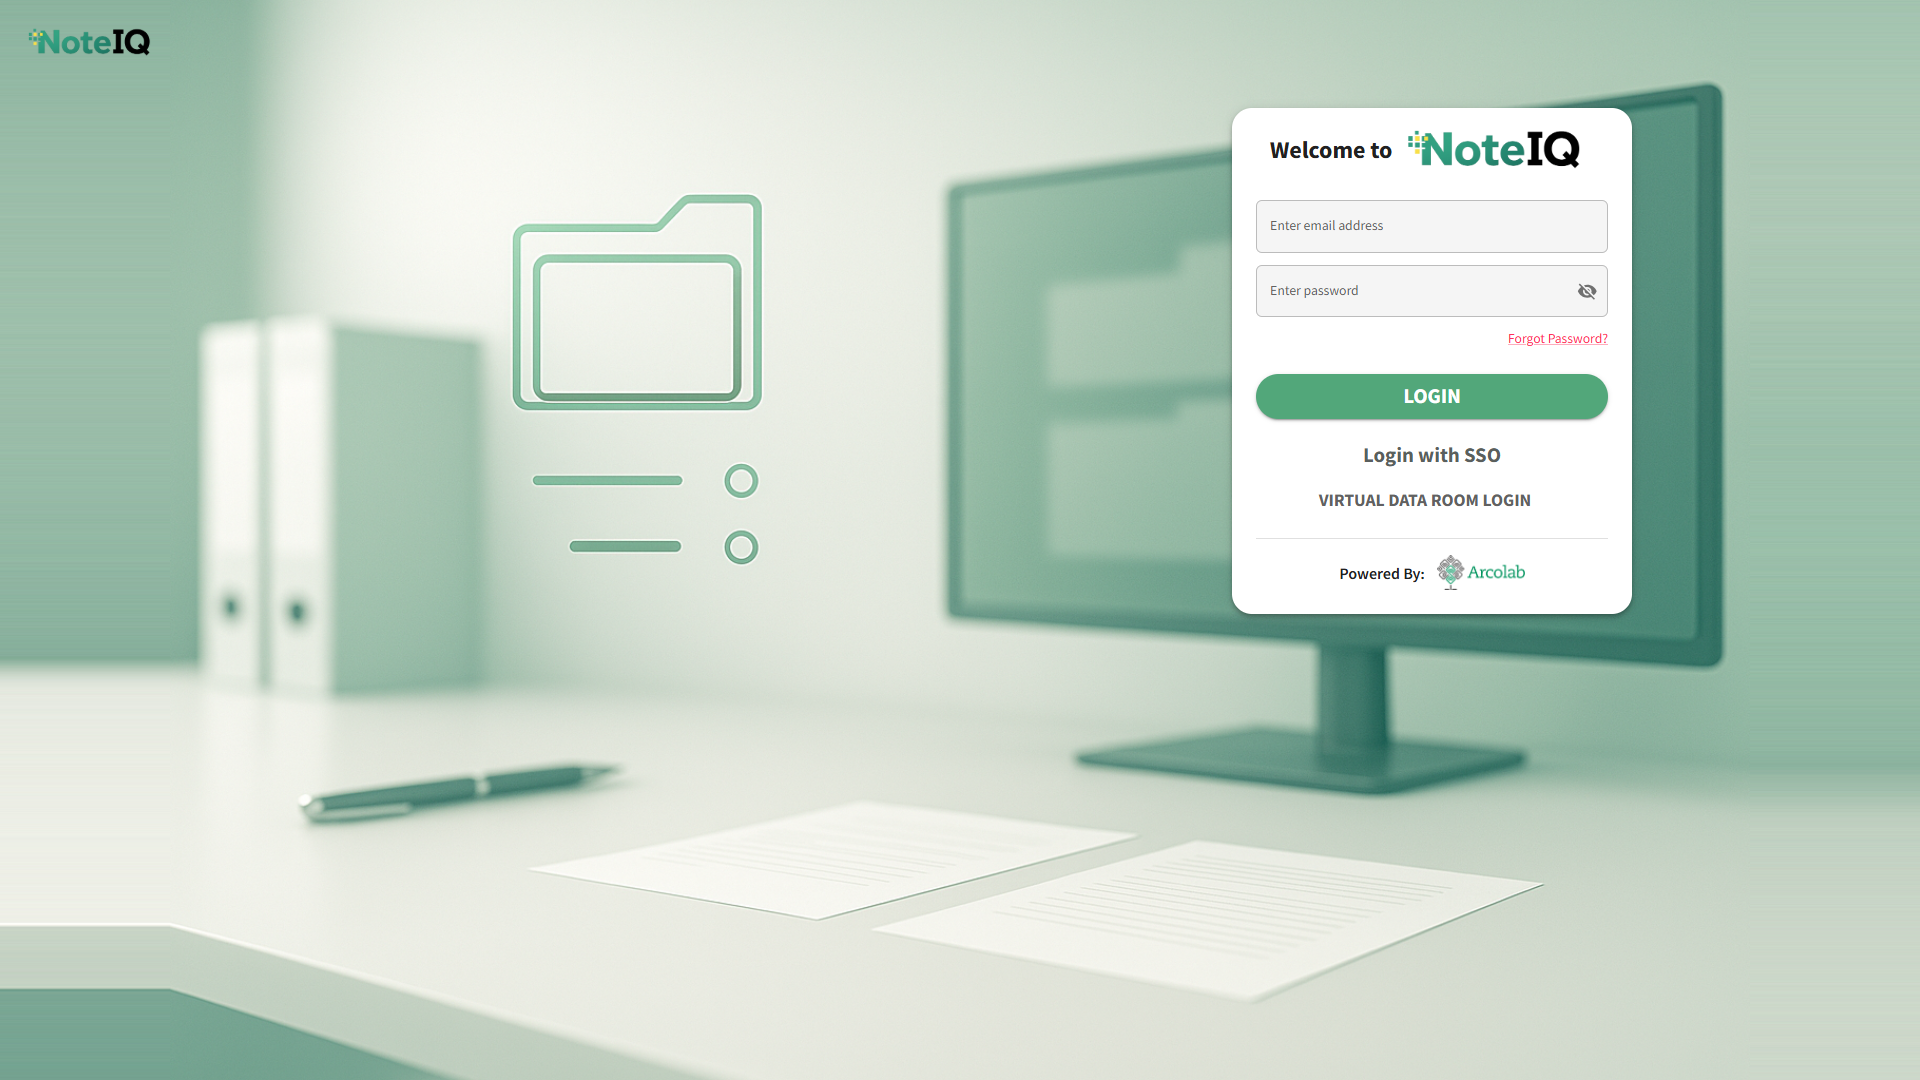 NoteIQ
Welcome to NoteIQ
Enter email address
Enter password
Forgot Password?
LOGIN
Login with SSO
VIRTUAL DATA ROOM LOGIN
Powered By: Arcolab